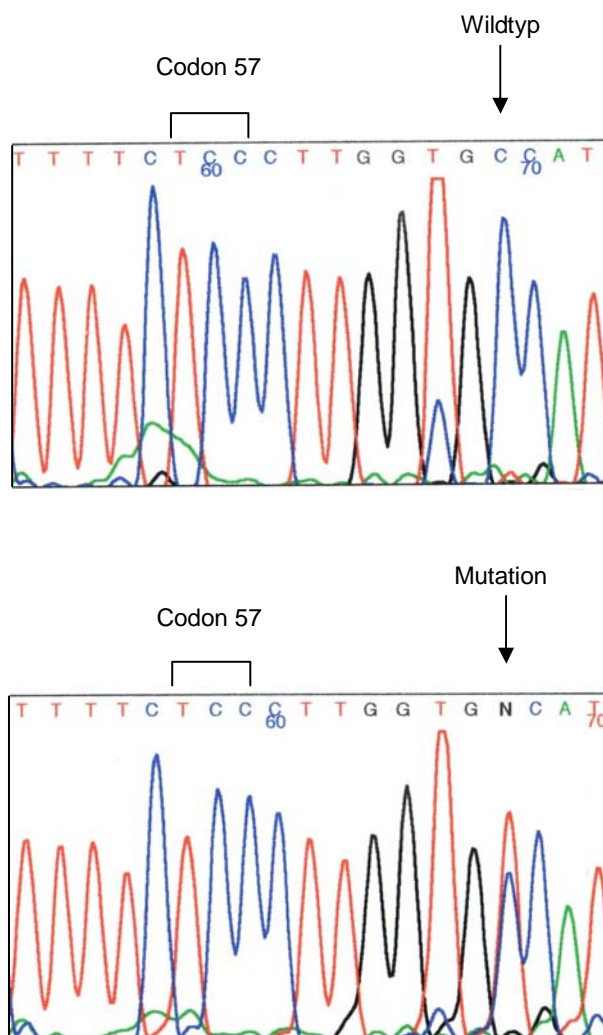 Wildtyp
Codon 57
T T T T C T C C C T T G G T G C C A T
60 70
Mutation
Codon 57
T T T T C T C C C T T G G T G N C A T
60 70